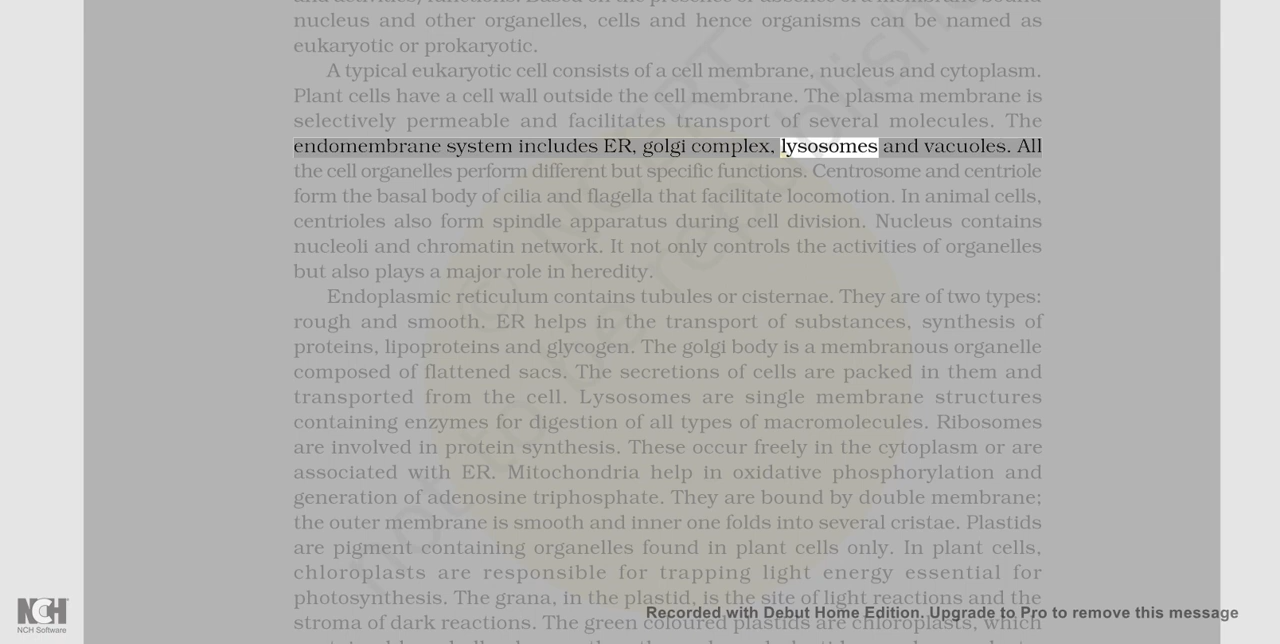 and activities/functions. Based on the presence or absence of a membrane bound
nucleus and other organelles, cells and hence organisms can be named as
eukaryotic or prokaryotic.
A typical eukaryotic cell consists of a cell membrane, nucleus and cytoplasm.
Plant cells have a cell wall outside the cell membrane. The plasma membrane is
selectively permeable and facilitates transport of several molecules. The
endomembrane system includes ER, golgi complex, lysosomes and vacuoles. All
the cell organelles perform different but specific functions. Centrosome and centriole
form the basal body of cilia and flagella that facilitate locomotion. In animal cells,
centrioles also form spindle apparatus during cell division. Nucleus contains
nucleoli and chromatin network. It not only controls the activities of organelles
but also plays a major role in heredity.
Endoplasmic reticulum contains tubules or cisternae. They are of two types:
rough and smooth. ER helps in the transport of substances, synthesis of
proteins, lipoproteins and glycogen. The golgi body is a membranous organelle
composed of flattened sacs. The secretions of cells are packed in them and
transported from the cell. Lysosomes are single membrane structures
containing enzymes for digestion of all types of macromolecules. Ribosomes
are involved in protein synthesis. These occur freely in the cytoplasm or are
associated with ER. Mitochondria help in oxidative phosphorylation and
generation of adenosine triphosphate. They are bound by double membrane;
the outer membrane is smooth and inner one folds into several cristae. Plastids
are pigment containing organelles found in plant cells only. In plant cells,
chloroplasts are responsible for trapping light energy essential for
photosynthesis. The grana, in the plastid, is the site of light reactions and the
stroma of dark reactions. The green coloured plastids are chloroplasts, which
NCH
NCH Software
Recorded with Debut Home Edition. Upgrade to Pro to remove this message